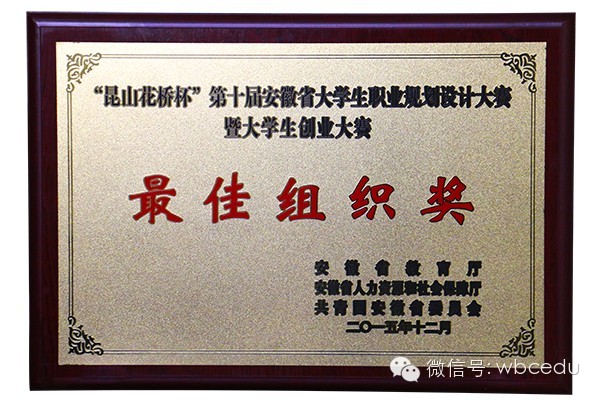 “昆山花桥杯”第十届安徽省大学生职业规划设计大赛
暨大学生创业大赛
最佳组织奖
安徽省教育厅
安徽省人力资源和社会保障厅
共青团安徽省委员会
二〇一五年十二月
微信号: wbcedu